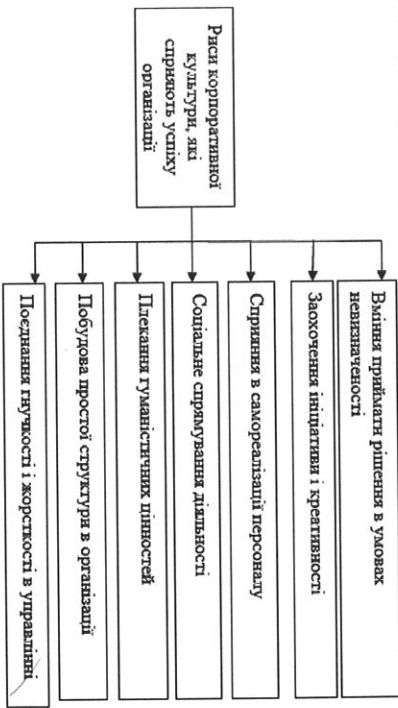 Риси корпоративної
культури, які
сприяють успіху
організації
Вміння приймати рішення в умовах
невизначеності
Заохочення ініціативи і креативності
Сприяння в самореалізації персоналу
Соціальне спрямування діяльності
Плекання гуманістичних цінностей
Побудова простої структури в організації
Поєднання гнучкості і жорсткості в управлінні